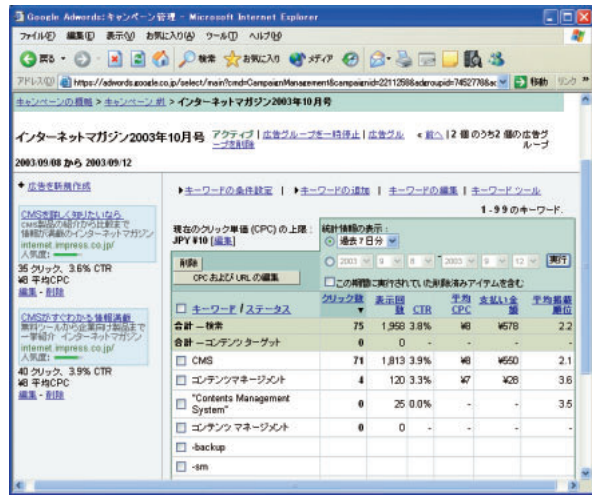 Google Adwords: キャンペーン管理 - Microsoft Internet Explorer
ファイル(F) 編集(E) 表示(V) お気に入り(A) ツール(T) ヘルプ(H)
戻る 検索 お気に入り メディア
アドレス(D) 移動 リンク
キャンペーンの概略 > キャンペーン #1 > インターネットマガジン2003年10月号
インターネットマガジン2003年10月号 アクティブ | 広告グループを一時停止 | 広告グループを削除
« 前へ | 2 個のうち2 個の広告グループ
2003/09/08 から 2003/09/12
+ 広告を新規作成
CMSを詳しく知りたいなら
cms製品の紹介から比較まで
情報が満載のインターネットマガジン
internet.impress.co.jp/
人気度:
35 クリック、3.6% CTR
¥8 平均CPC
編集 - 削除
CMSがすぐわかる情報満載
無料ツールから企業向け製品まで
一挙紹介 インターネットマガジン
internet.impress.co.jp/
人気度:
40 クリック、3.9% CTR
¥8 平均CPC
編集 - 削除
▶キーワードの条件設定 | ▶キーワードの追加 | キーワードの編集 | キーワード ツール
1 - 9 9 のキーワード.
現在のクリック単価 (CPC) の上限 :
JPY ¥10 [編集]
統計情報の表示 :
過去 7 日分
2003 9 8 - 2003 9 12 実行
この期間に実行されていた削除済みアイテムを含む
削除
CPC および URL の編集
キーワード / ステータス クリック数▼ 表示回数 CTR 平均CPC 支払い金額 平均掲載順位
合計 — 検索 75 1,958 3.8% ¥8 ¥578 2.2
合計 — コンテンツ ターゲット 0 0 - - - -
CMS 71 1,813 3.9% ¥8 ¥550 2.1
コンテンツマネージメント 4 120 3.3% ¥7 ¥28 3.6
"Contents Management System" 0 25 0.0% - - 3.5
コンテンツ マネージメント 0 0 - - - -
-backup
-sm